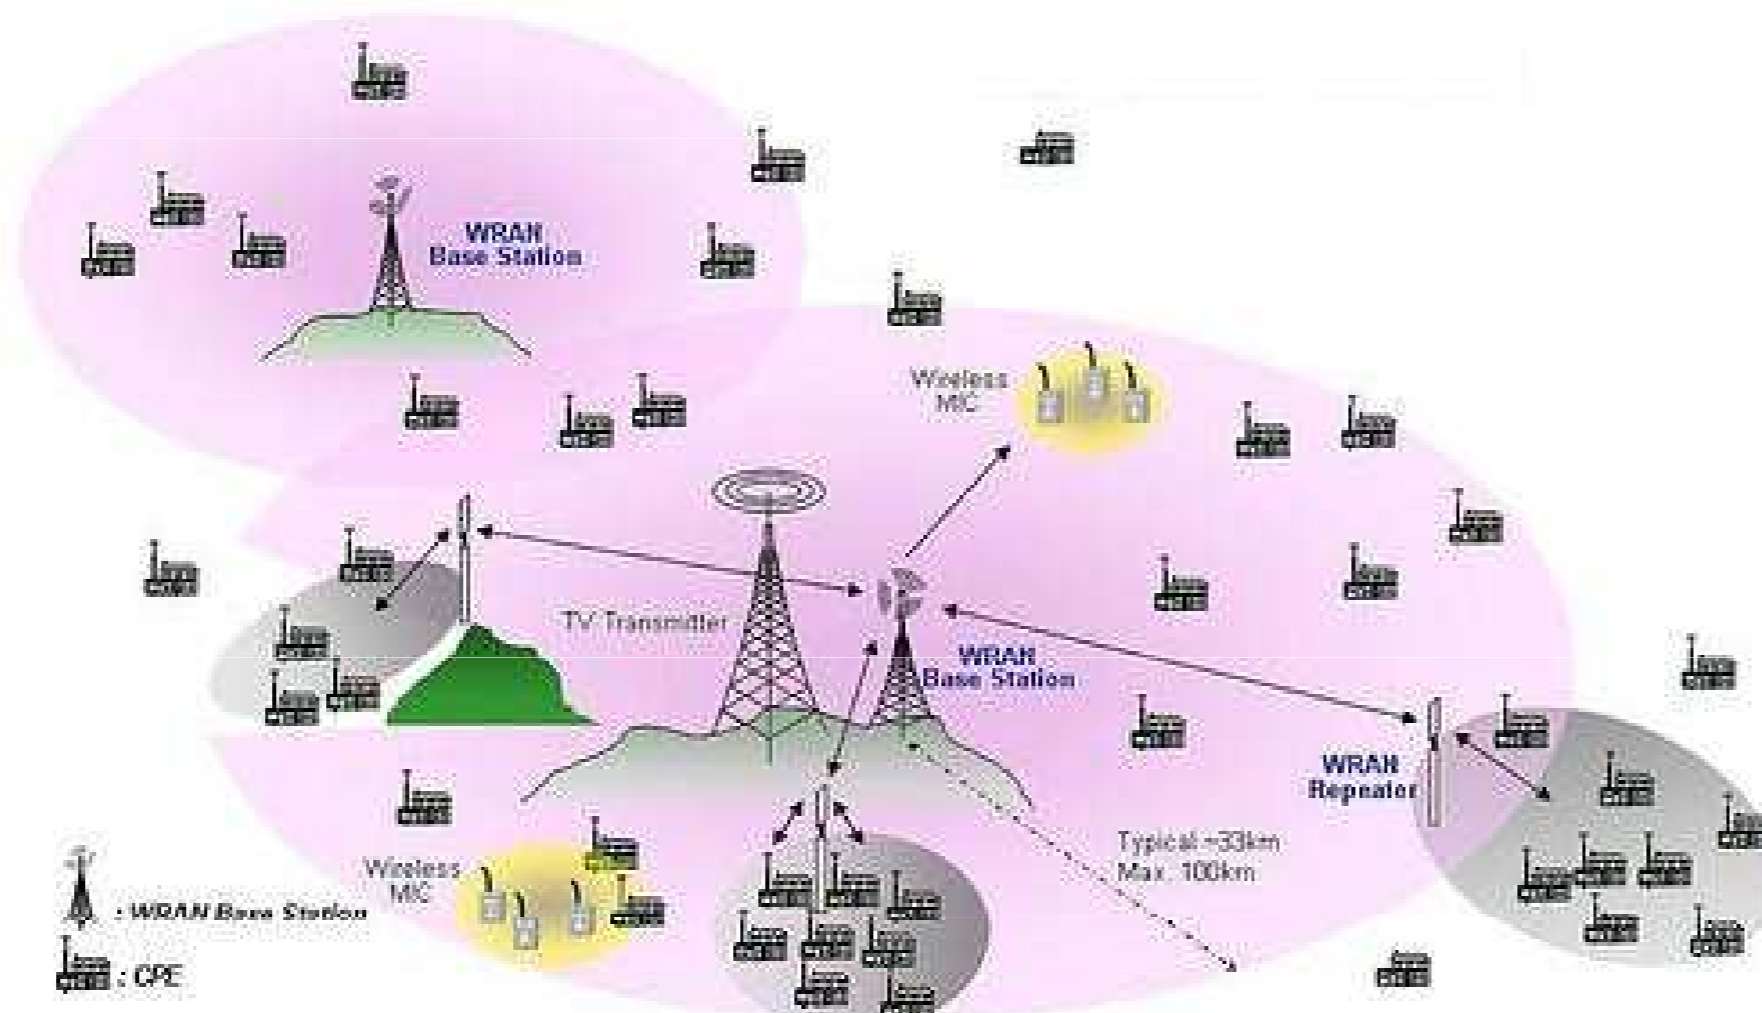 WRAN
Base Station
Wireless
MIC
TV Transmitter
WRAN
Base Station
WRAN
Repeater
Typical ~33km
Max. 100km
Wireless
MIC
: WRAN Base Station
: CPE